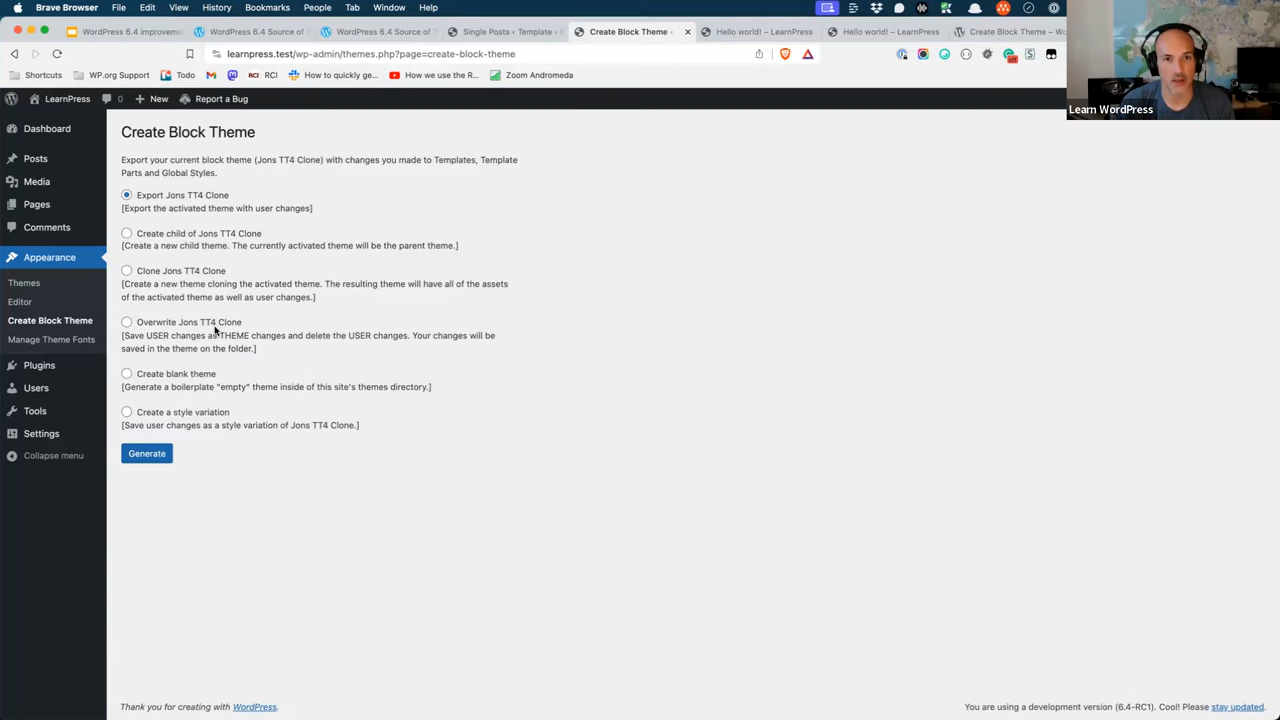 Brave Browser File Edit View History Bookmarks People Tab Window Help
WordPress 6.4 improveme
WordPress 6.4 Source of
WordPress 6.4 Source of T
Single Posts ‹ Template ‹
Create Block Theme ‹
Hello world! – LearnPress
Hello world! – LearnPress
Create Block Theme – Wo
learnpress.test/wp-admin/themes.php?page=create-block-theme
Shortcuts WP.org Support Todo RCI How to quickly ge... How we use the R... Zoom Andromeda
Learn WordPress
LearnPress 0 New Report a Bug
Dashboard
Posts
Media
Pages
Comments
Appearance
Themes
Editor
Create Block Theme
Manage Theme Fonts
Plugins
Users
Tools
Settings
Collapse menu
Create Block Theme
Export your current block theme (Jons TT4 Clone) with changes you made to Templates, Template
Parts and Global Styles.
Export Jons TT4 Clone
[Export the activated theme with user changes]
Create child of Jons TT4 Clone
[Create a new child theme. The currently activated theme will be the parent theme.]
Clone Jons TT4 Clone
[Create a new theme cloning the activated theme. The resulting theme will have all of the assets
of the activated theme as well as user changes.]
Overwrite Jons TT4 Clone
[Save USER changes as THEME changes and delete the USER changes. Your changes will be
saved in the theme on the folder.]
Create blank theme
[Generate a boilerplate "empty" theme inside of this site's themes directory.]
Create a style variation
[Save user changes as a style variation of Jons TT4 Clone.]
Generate
Thank you for creating with WordPress.
You are using a development version (6.4-RC1). Cool! Please stay updated.